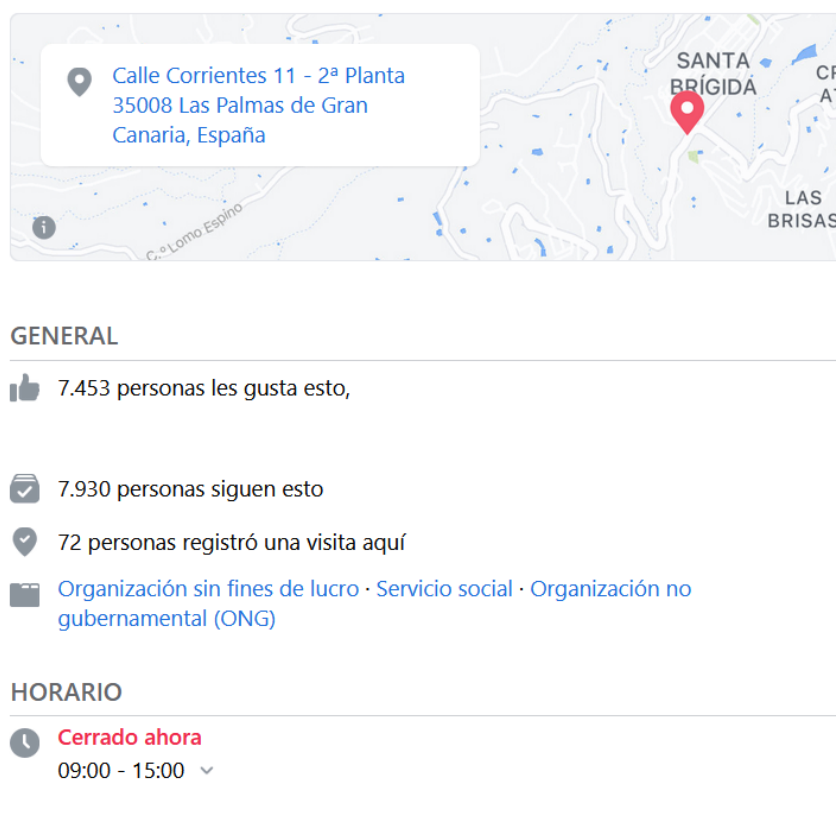 Calle Corrientes 11 - 2ª Planta
35008 Las Palmas de Gran
Canaria, España
SANTA
BRÍGIDA
C.º Lomo Espino
LAS
BRISAS
GENERAL
7.453 personas les gusta esto,
7.930 personas siguen esto
72 personas registró una visita aquí
Organización sin fines de lucro · Servicio social · Organización no
gubernamental (ONG)
HORARIO
Cerrado ahora
09:00 - 15:00